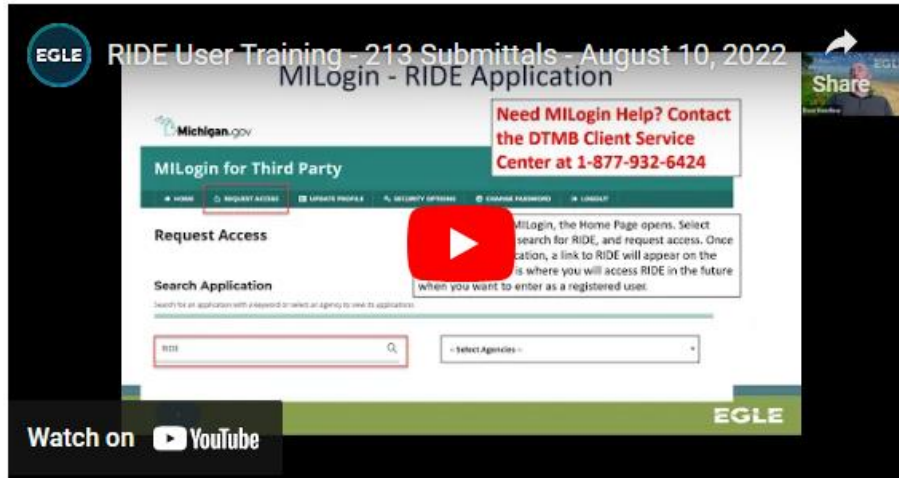 EGLE
RIDE User Training - 213 Submittals - August 10, 2022
Share
EGLE
MILogin - RIDE Application
Michigan.gov
Need MILogin Help? Contact
the DTMB Client Service
Center at 1-877-932-6424
MILogin for Third Party
HOME REQUEST ACCESS UPDATE PROFILE SECURITY OPTIONS CHANGE PASSWORD LOGOUT
Request Access
MILogin, the Home Page opens. Select
search for RIDE, and request access. Once
cation, a link to RIDE will appear on the
is where you will access RIDE in the future
when you want to enter as a registered user.
Search Application
Search for an application with a keyword or select an agency to view its applications
RIDE
- Select Agencies -
EGLE
Watch on YouTube